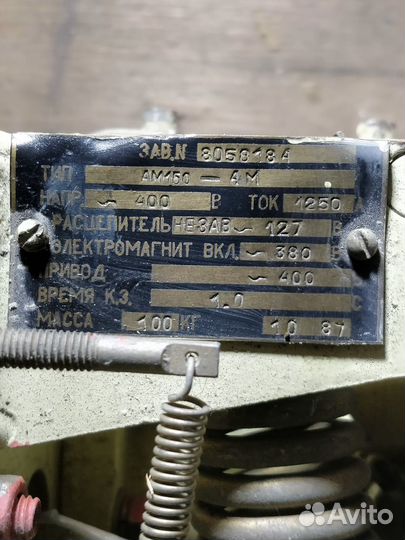 ЗАВ.N 8058184
ТИП АМ150 — 4М
НАПР. ~ 400 В ТОК 1250 А
РАСЦЕПИТЕЛЬ НЕЗАВ ~ 127 В
ЭЛЕКТРОМАГНИТ ВКЛ. ~ 380 В
ПРИВОД ~ 400
ВРЕМЯ К.З. 1.0 С
МАССА 100 КГ 10 87
Avito